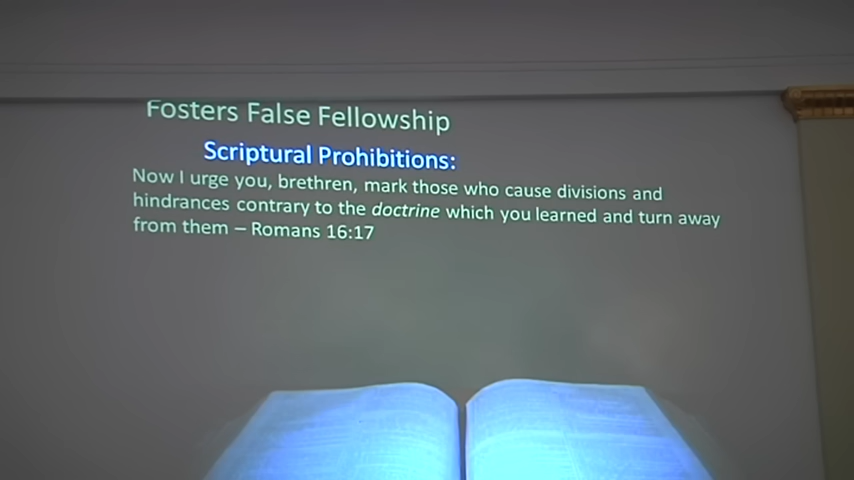 Fosters False Fellowship
Scriptural Prohibitions:
Now I urge you, brethren, mark those who cause divisions and
hindrances contrary to the doctrine which you learned and turn away
from them – Romans 16:17